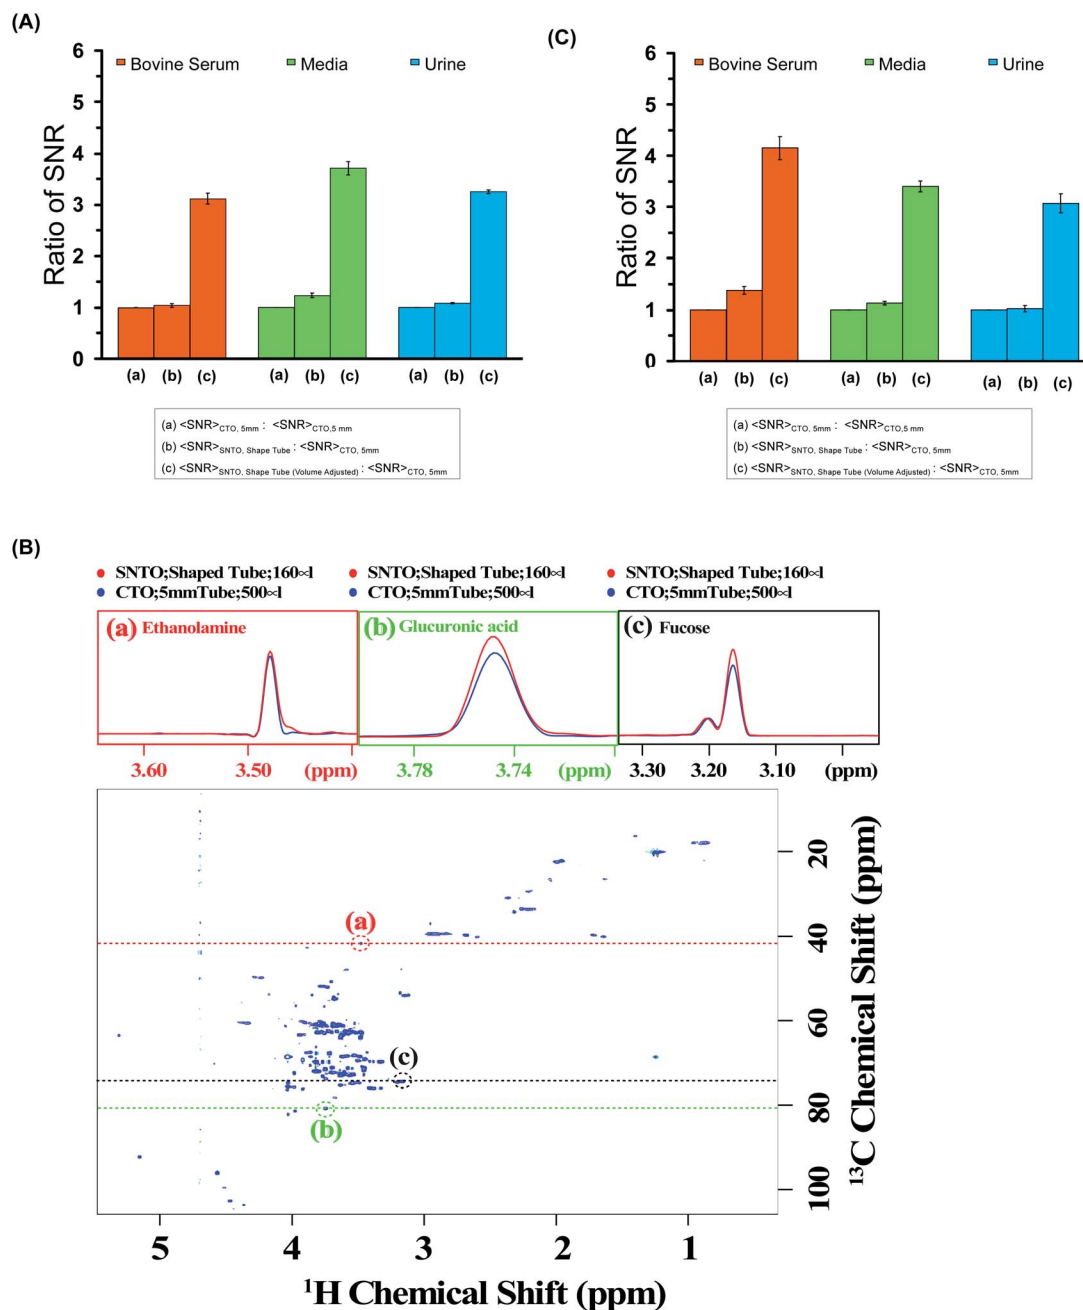 (A)
6
5
4
3
2
1
0
Ratio of SNR
Bovine Serum Media Urine
(a) (b) (c) (a) (b) (c) (a) (b) (c)
(a) <SNR>CTO, 5mm : <SNR>CTO,5 mm
(b) <SNR>SNTO, Shape Tube : <SNR>CTO, 5mm
(c) <SNR>SNTO, Shape Tube (Volume Adjusted) : <SNR>CTO, 5mm
(C)
6
5
4
3
2
1
0
Ratio of SNR
Bovine Serum Media Urine
(a) (b) (c) (a) (b) (c) (a) (b) (c)
(a) <SNR>CTO, 5mm : <SNR>CTO,5 mm
(b) <SNR>SNTO, Shape Tube : <SNR>CTO, 5mm
(c) <SNR>SNTO, Shape Tube (Volume Adjusted) : <SNR>CTO, 5mm
(B)
SNTO;Shaped Tube;160∞l SNTO;Shaped Tube;160∞l SNTO;Shaped Tube;160∞l
CTO;5mmTube;500∞l CTO;5mmTube;500∞l CTO;5mmTube;500∞l
(a) Ethanolamine (b) Glucuronic acid (c) Fucose
3.60 3.50 (ppm) 3.78 3.74 (ppm) 3.30 3.20 3.10 (ppm)
(a)
(c)
(b)
20
40
60
80
100
¹³C Chemical Shift (ppm)
5 4 3 2 1
¹H Chemical Shift (ppm)